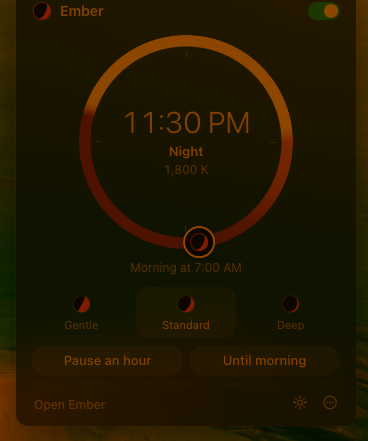 Ember
11:30 PM
Night
1,800 K
Morning at 7:00 AM
Gentle
Standard
Deep
Pause an hour
Until morning
Open Ember